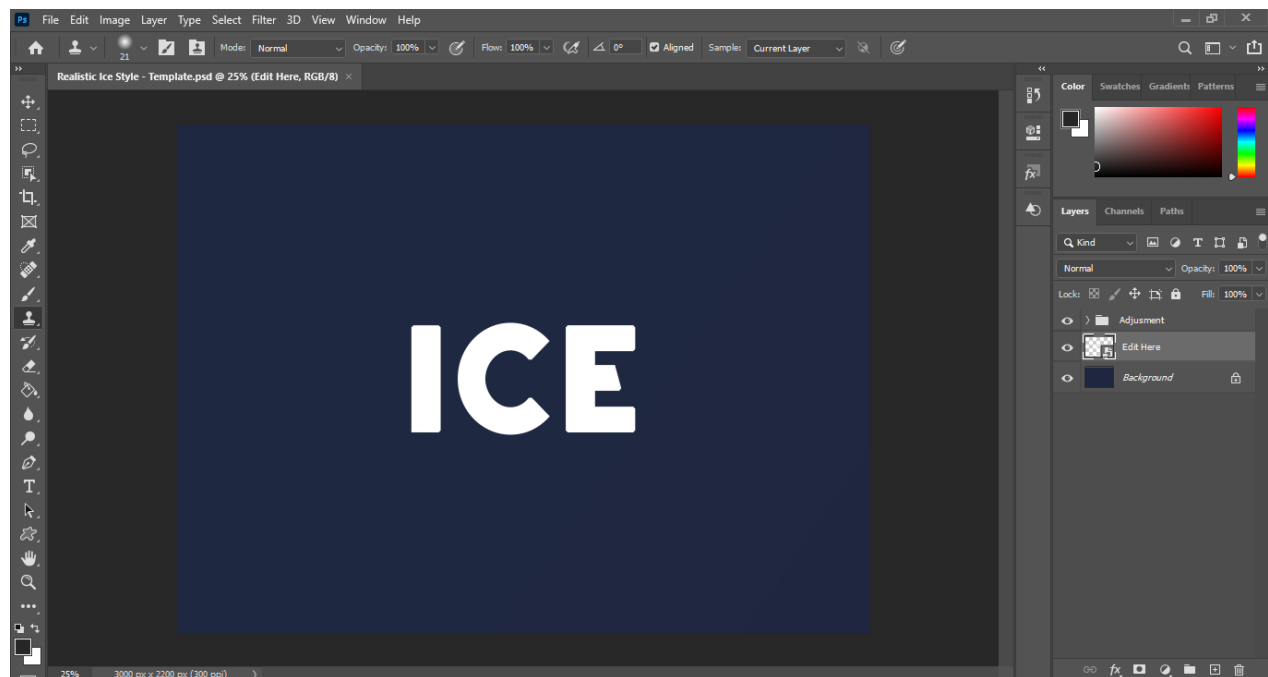 Ps File Edit Image Layer Type Select Filter 3D View Window Help
21 Mode: Normal Opacity: 100% Flow: 100% 0° Aligned Sample: Current Layer
Realistic Ice Style - Template.psd @ 25% (Edit Here, RGB/8) ×
Color Swatches Gradients Patterns
ICE
Layers Channels Paths
Kind
Normal Opacity: 100%
Lock: Fill: 100%
Adjusment
Edit Here
Background
25% 3000 px x 2200 px (300 ppi)